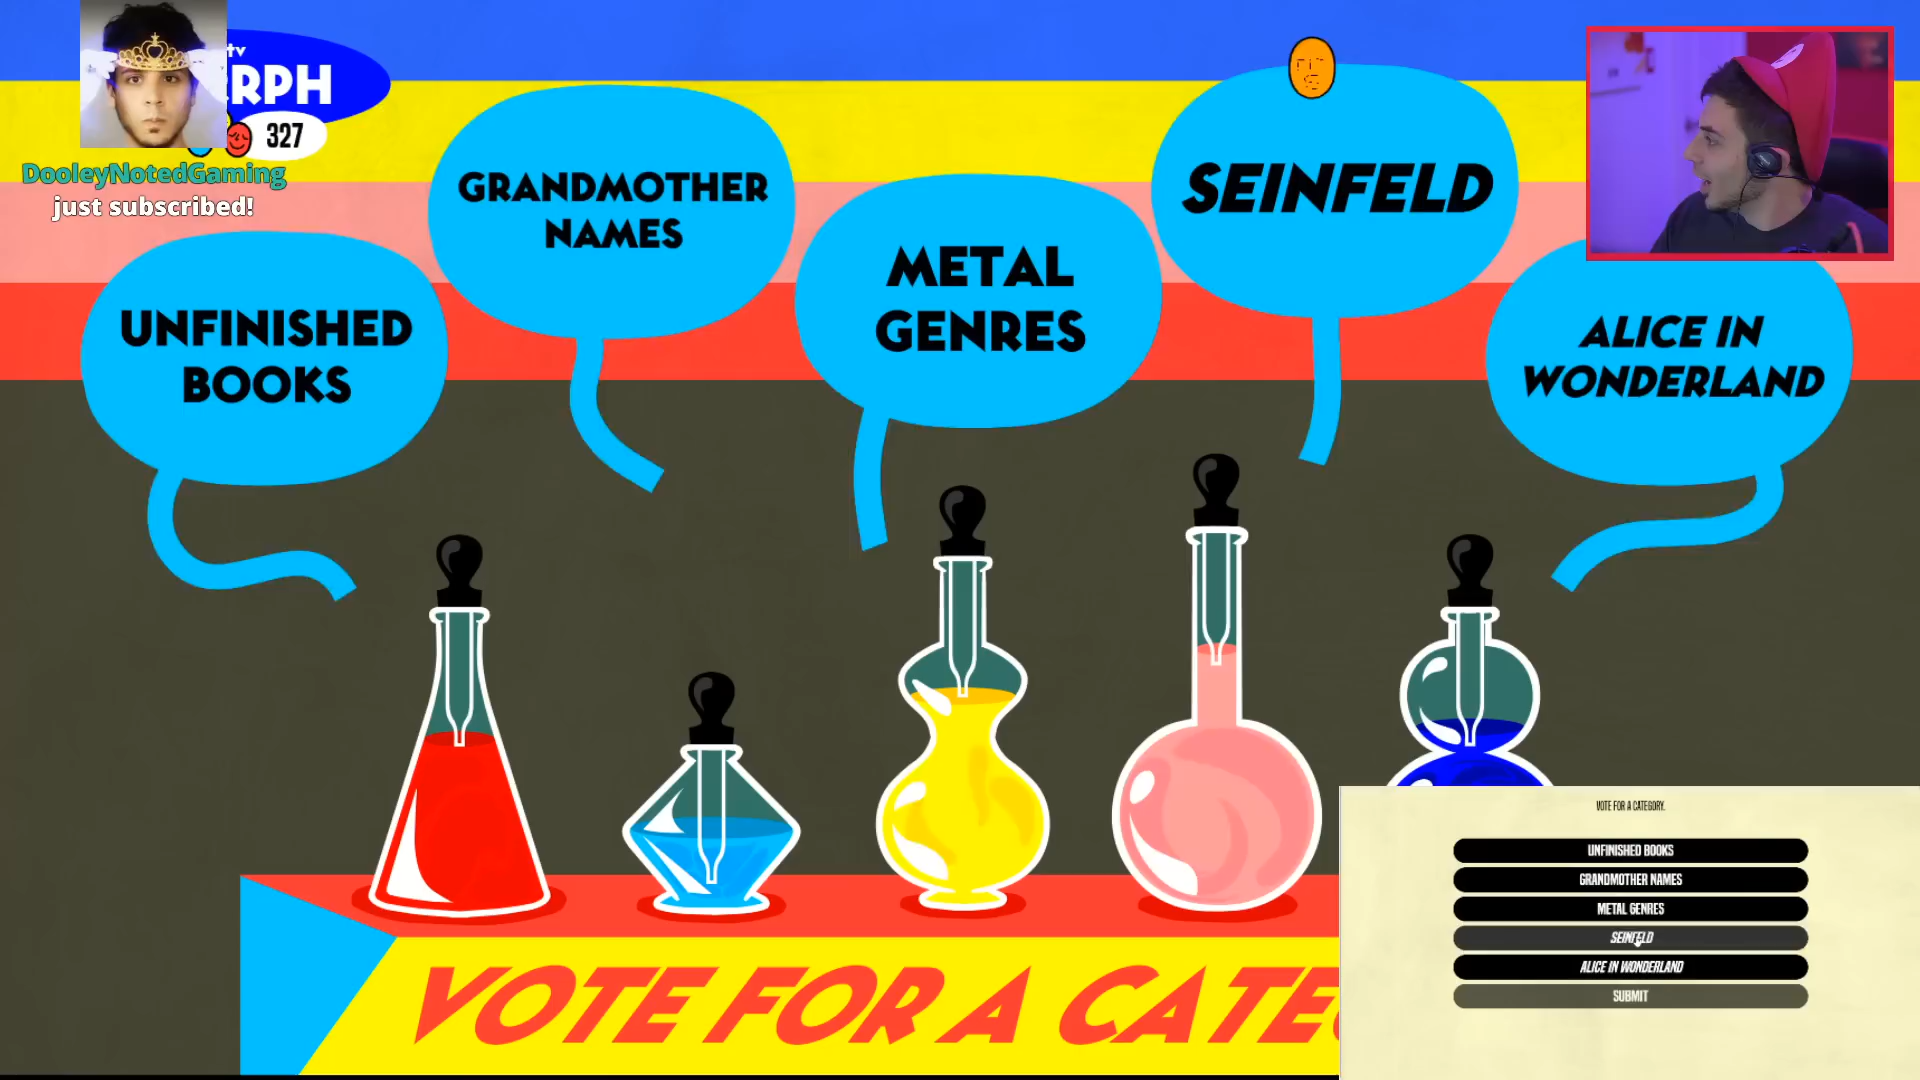 tv
RPH
327
DooleyNotedGaming
just subscribed!
UNFINISHED
BOOKS
GRANDMOTHER
NAMES
METAL
GENRES
SEINFELD
ALICE IN
WONDERLAND
VOTE FOR A CATE
VOTE FOR A CATEGORY.
UNFINISHED BOOKS
GRANDMOTHER NAMES
METAL GENRES
SEINFELD
ALICE IN WONDERLAND
SUBMIT